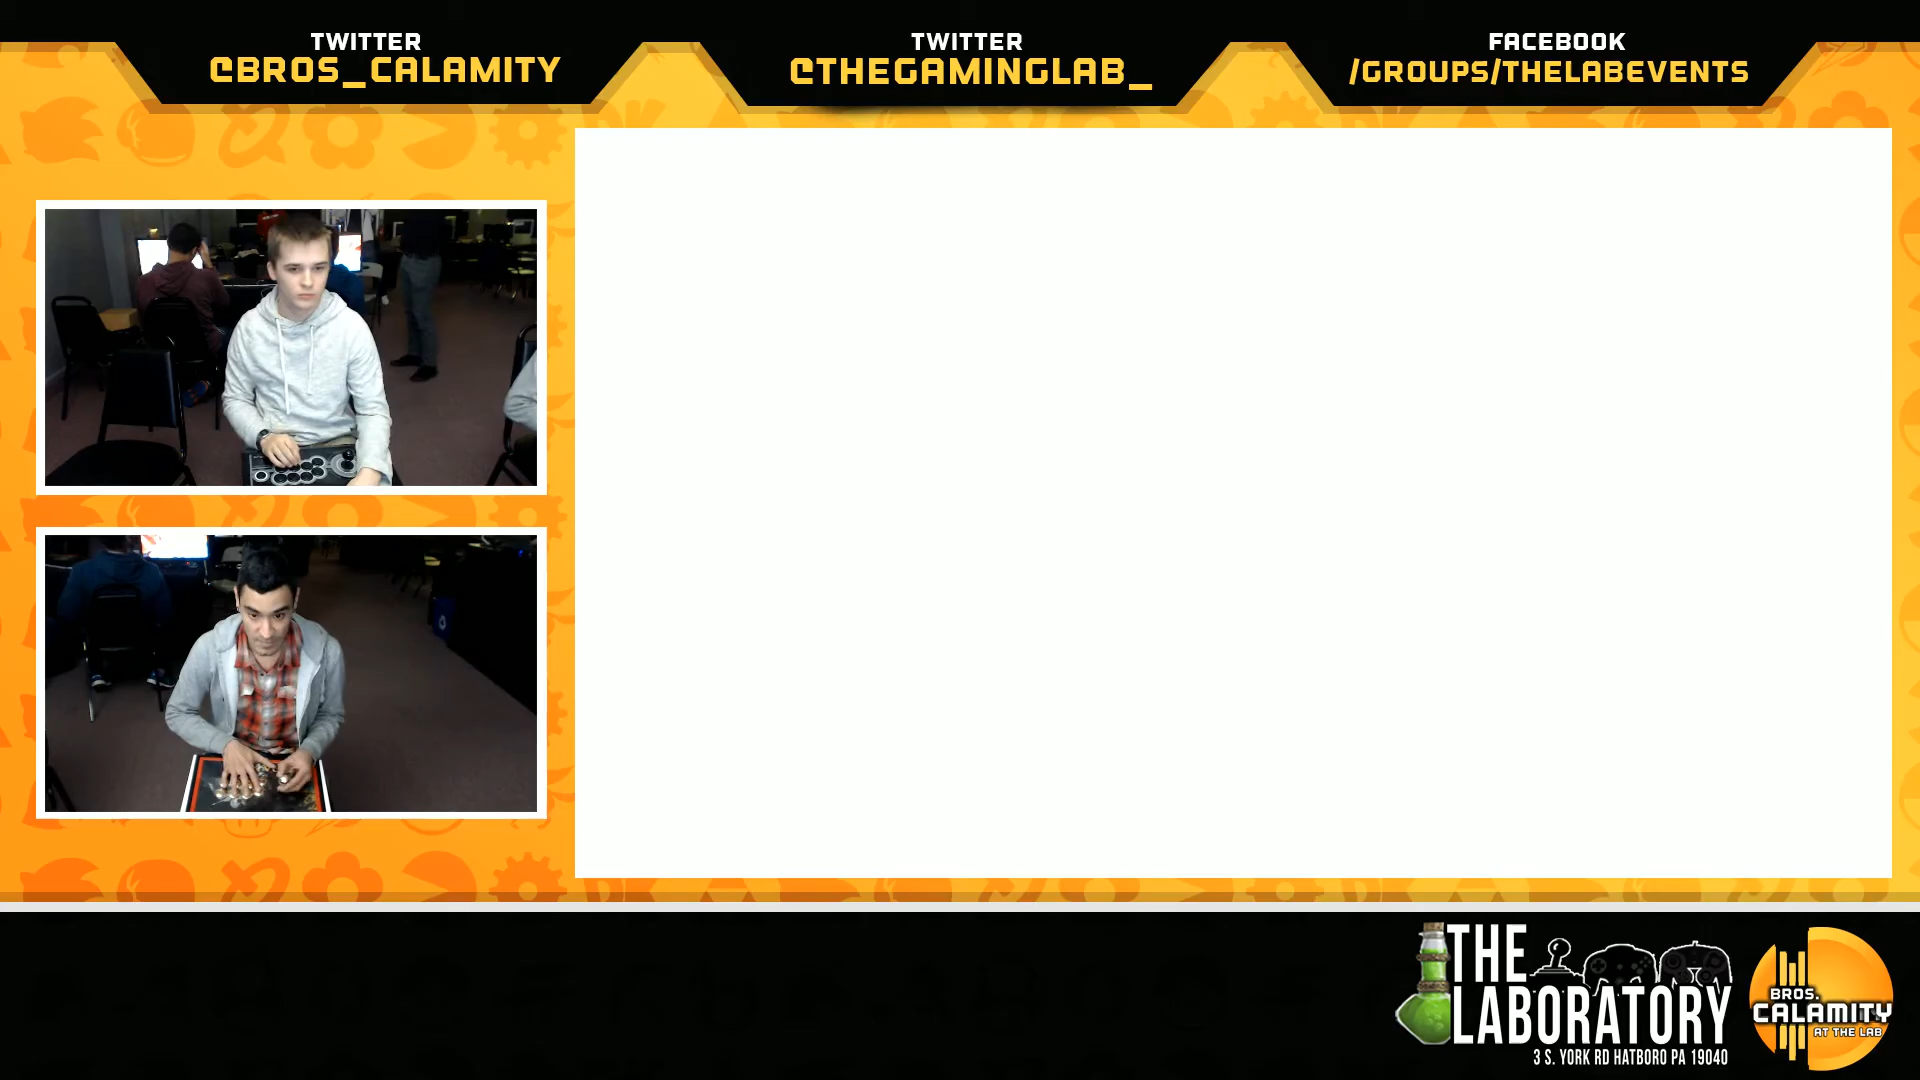 TWITTER
@BROS_CALAMITY
TWITTER
@THEGAMINGLAB_
FACEBOOK
/GROUPS/THELABEVENTS
THE
LABORATORY
3 S. YORK RD HATBORO PA 19040
BROS.
CALAMITY
AT THE LAB